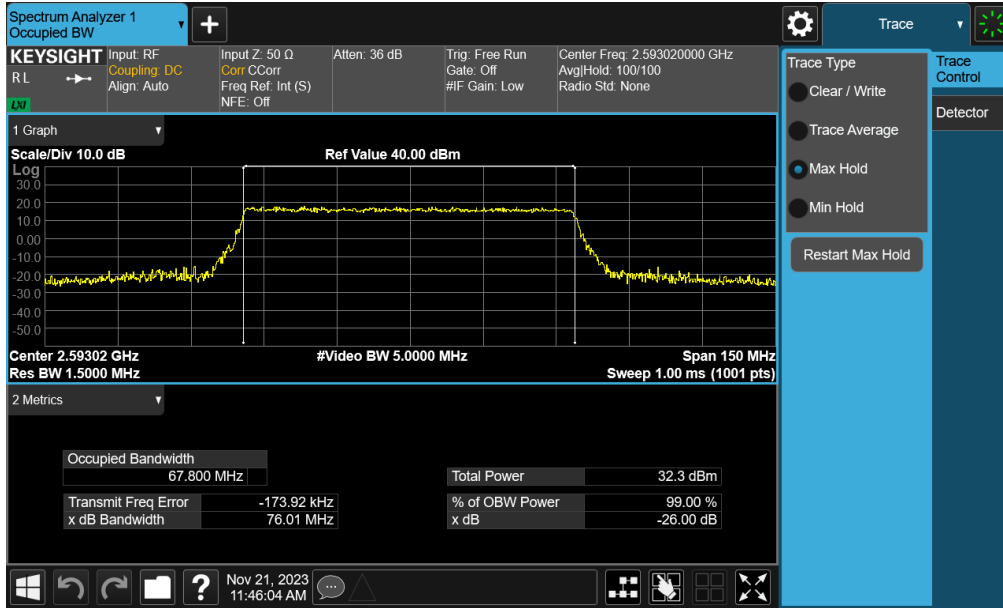 Spectrum Analyzer 1
Occupied BW
+
Trace
KEYSIGHT
RL
LXI
Input: RF
Coupling: DC
Align: Auto
Input Z: 50 Ω
Corr CCorr
Freq Ref: Int (S)
NFE: Off
Atten: 36 dB
Trig: Free Run
Gate: Off
#IF Gain: Low
Center Freq: 2.593020000 GHz
Avg|Hold: 100/100
Radio Std: None
Trace Type
Clear / Write
Trace Average
Max Hold
Min Hold
Restart Max Hold
Trace
Control
Detector
1 Graph
Scale/Div 10.0 dB
Ref Value 40.00 dBm
Log
30.0
20.0
10.0
0.00
-10.0
-20.0
-30.0
-40.0
-50.0
Center 2.59302 GHz
#Video BW 5.0000 MHz
Span 150 MHz
Res BW 1.5000 MHz
Sweep 1.00 ms (1001 pts)
2 Metrics
Occupied Bandwidth
67.800 MHz
Total Power 32.3 dBm
Transmit Freq Error -173.92 kHz
% of OBW Power 99.00 %
x dB Bandwidth 76.01 MHz
x dB -26.00 dB
?
Nov 21, 2023
11:46:04 AM